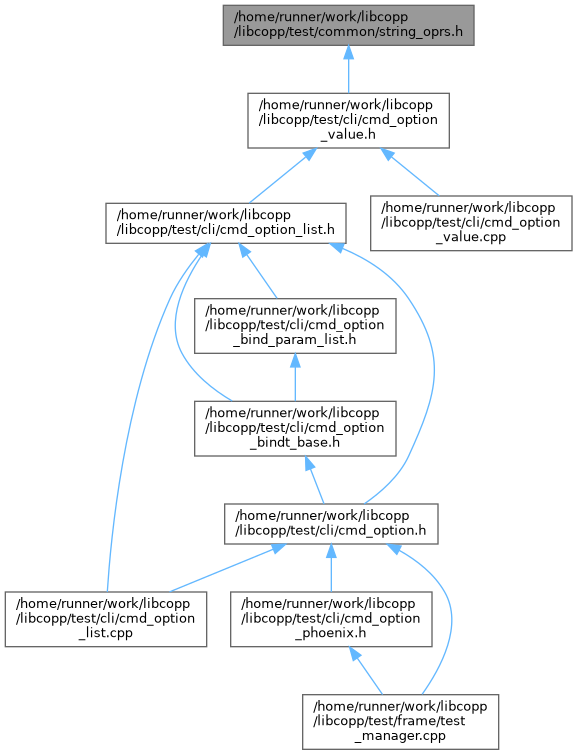 /home/runner/work/libcopp
/libcopp/test/common/string_oprs.h
/home/runner/work/libcopp
/libcopp/test/cli/cmd_option
_value.h
/home/runner/work/libcopp
/libcopp/test/cli/cmd_option_list.h
/home/runner/work/libcopp
/libcopp/test/cli/cmd_option
_value.cpp
/home/runner/work/libcopp
/libcopp/test/cli/cmd_option
_bind_param_list.h
/home/runner/work/libcopp
/libcopp/test/cli/cmd_option
_bindt_base.h
/home/runner/work/libcopp
/libcopp/test/cli/cmd_option.h
/home/runner/work/libcopp
/libcopp/test/cli/cmd_option
_list.cpp
/home/runner/work/libcopp
/libcopp/test/cli/cmd_option
_phoenix.h
/home/runner/work/libcopp
/libcopp/test/frame/test
_manager.cpp